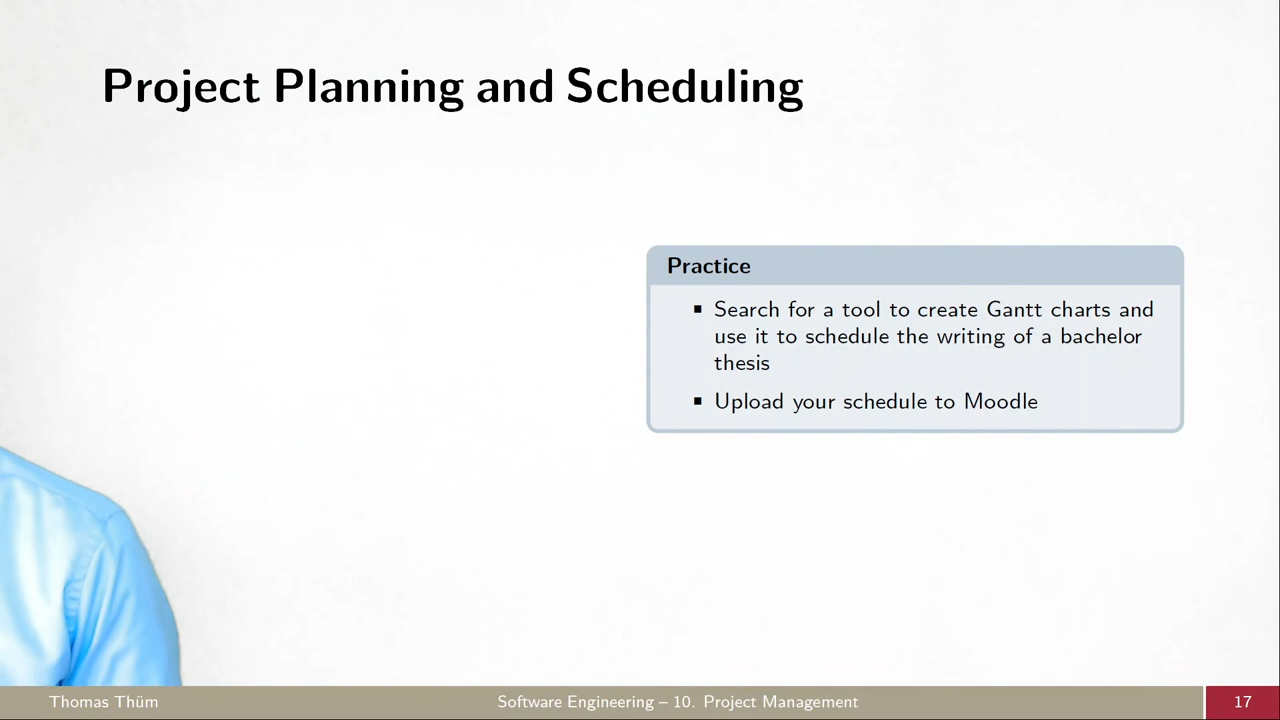 Project Planning and Scheduling
Practice
▪ Search for a tool to create Gantt charts and
use it to schedule the writing of a bachelor
thesis
▪ Upload your schedule to Moodle
Thomas Thüm
Software Engineering – 10. Project Management
17